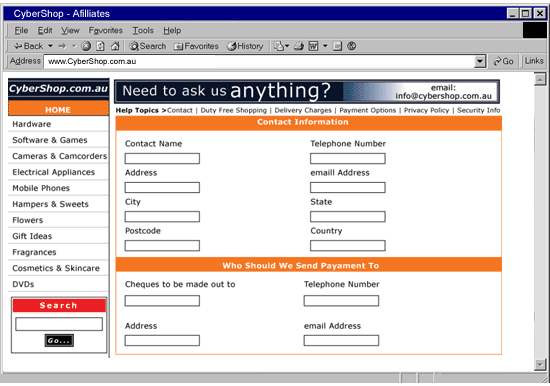 CyberShop - Afilliates
File Edit View Favorites Tools Help
Back Search Favorites History
Address www.CyberShop.com.au Go Links
CyberShop.com.au
Need to ask us anything?
email:
info@cybershop.com.au
HOME
Hardware
Software & Games
Cameras & Camcorders
Electrical Appliances
Mobile Phones
Hampers & Sweets
Flowers
Gift Ideas
Fragrances
Cosmetics & Skincare
DVDs
Search
Go...
Help Topics >Contact | Duty Free Shopping | Delivery Charges | Payment Options | Privacy Policy | Security Info
Contact Information
Contact Name Telephone Number
Address emaill Address
City State
Postcode Country
Who Should We Send Payament To
Cheques to be made out to Telephone Number
Address email Address